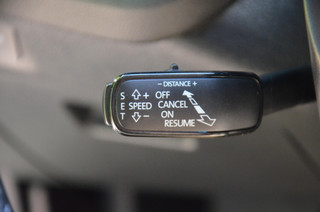 - DISTANCE +
S ⇧ + OFF
E SPEED CANCEL
T ⇩ - ON
RESUME